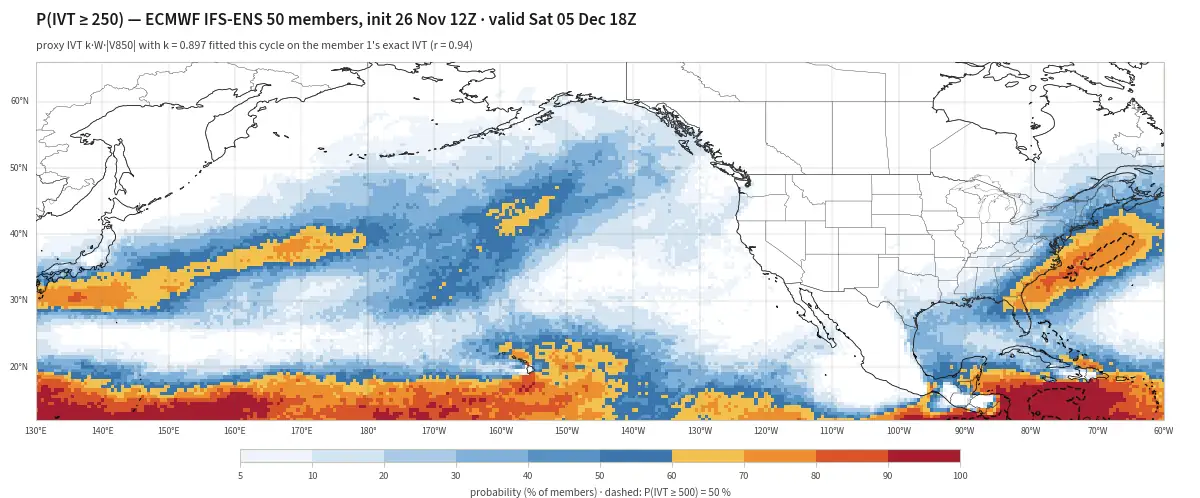 P(IVT ≥ 250) — ECMWF IFS-ENS 50 members, init 26 Nov 12Z · valid Sat 05 Dec 18Z
proxy IVT k·W·|V850| with k = 0.897 fitted this cycle on the member 1's exact IVT (r = 0.94)
60°N
50°N
40°N
30°N
20°N
130°E 140°E 150°E 160°E 170°E 180° 170°W 160°W 150°W 140°W 130°W 120°W 110°W 100°W 90°W 80°W 70°W 60°W
5 10 20 30 40 50 60 70 80 90 100
probability (% of members) · dashed: P(IVT ≥ 500) = 50 %